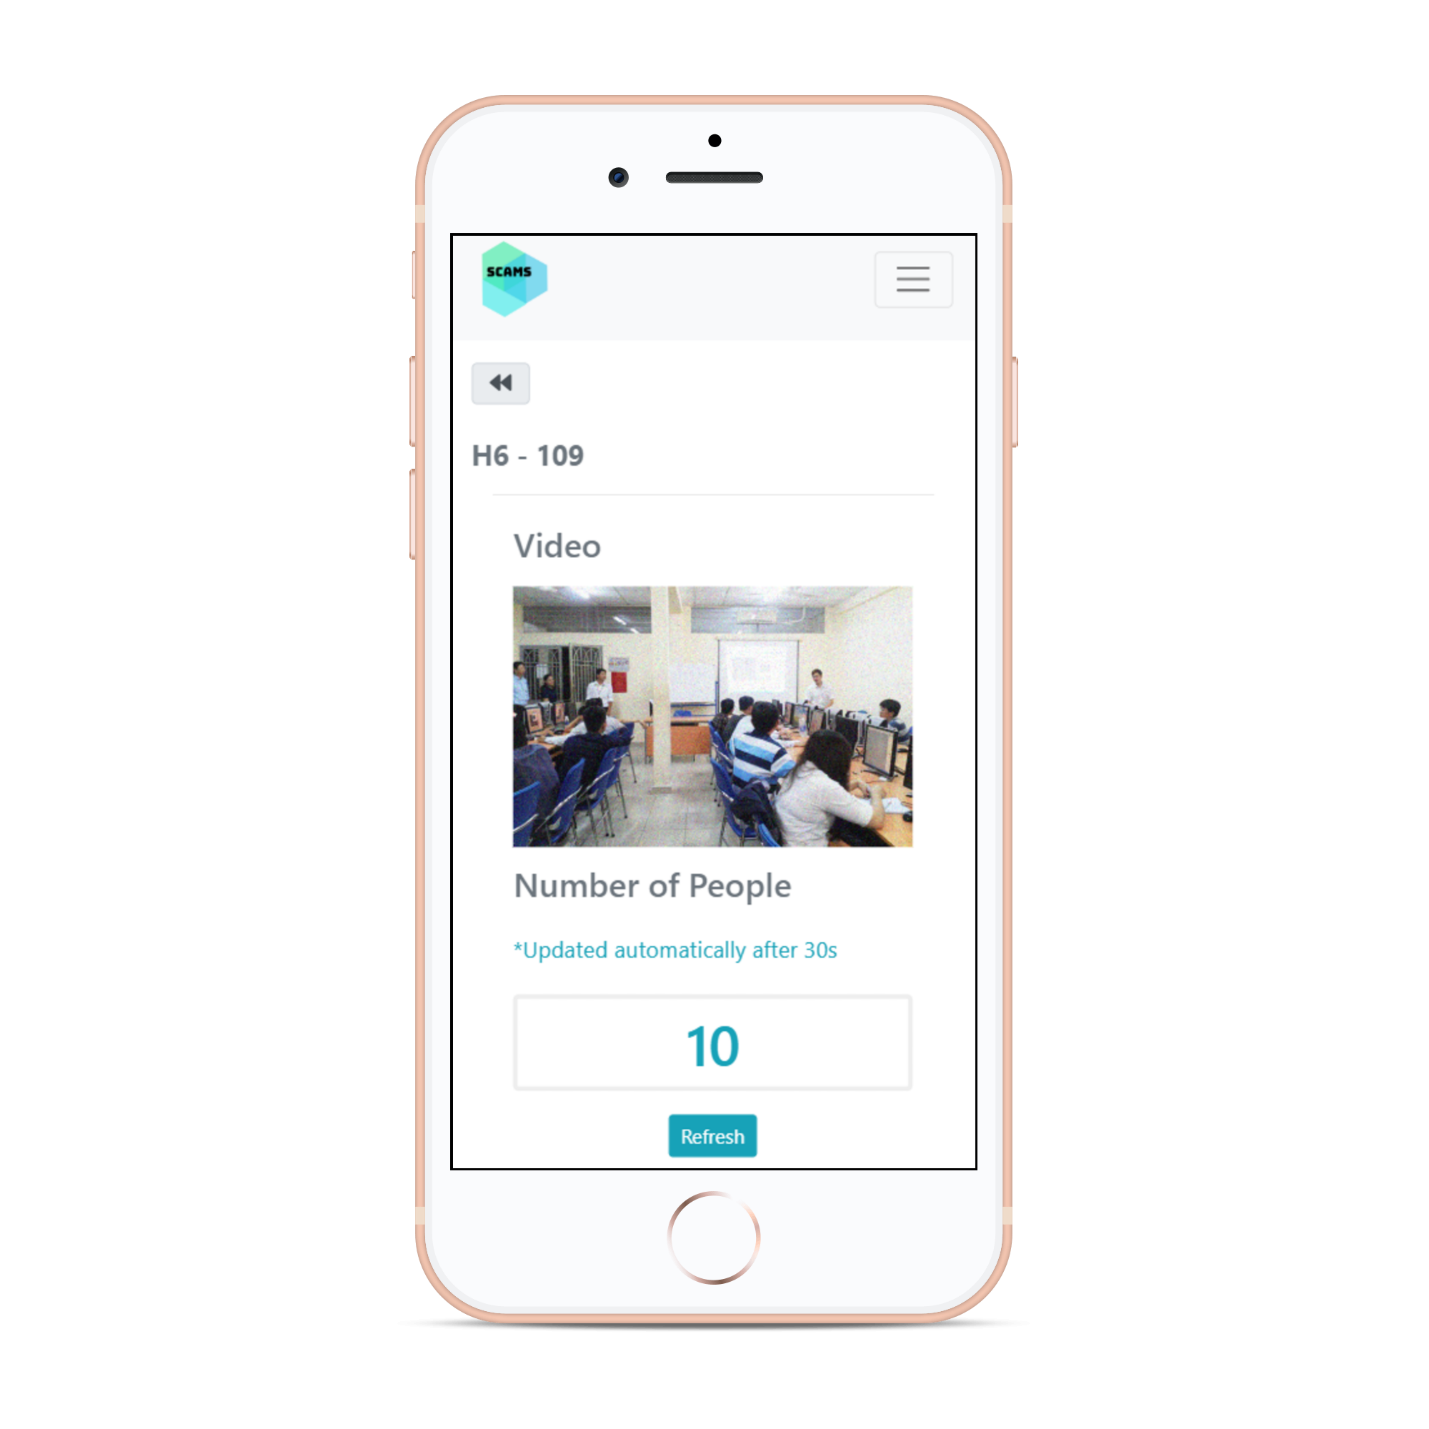 SCAMS
H6 - 109
Video
Number of People
*Updated automatically after 30s
10
Refresh